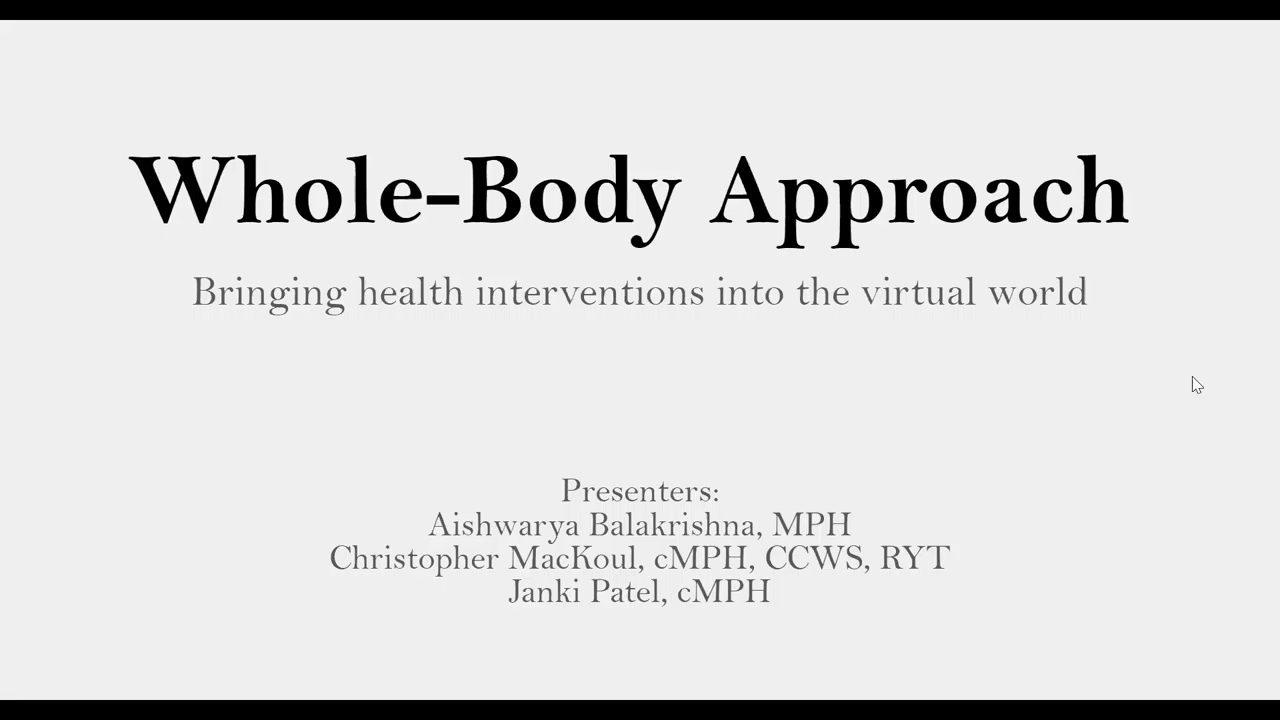 Whole-Body Approach
Bringing health interventions into the virtual world
Presenters:
Aishwarya Balakrishna, MPH
Christopher MacKoul, cMPH, CCWS, RYT
Janki Patel, cMPH